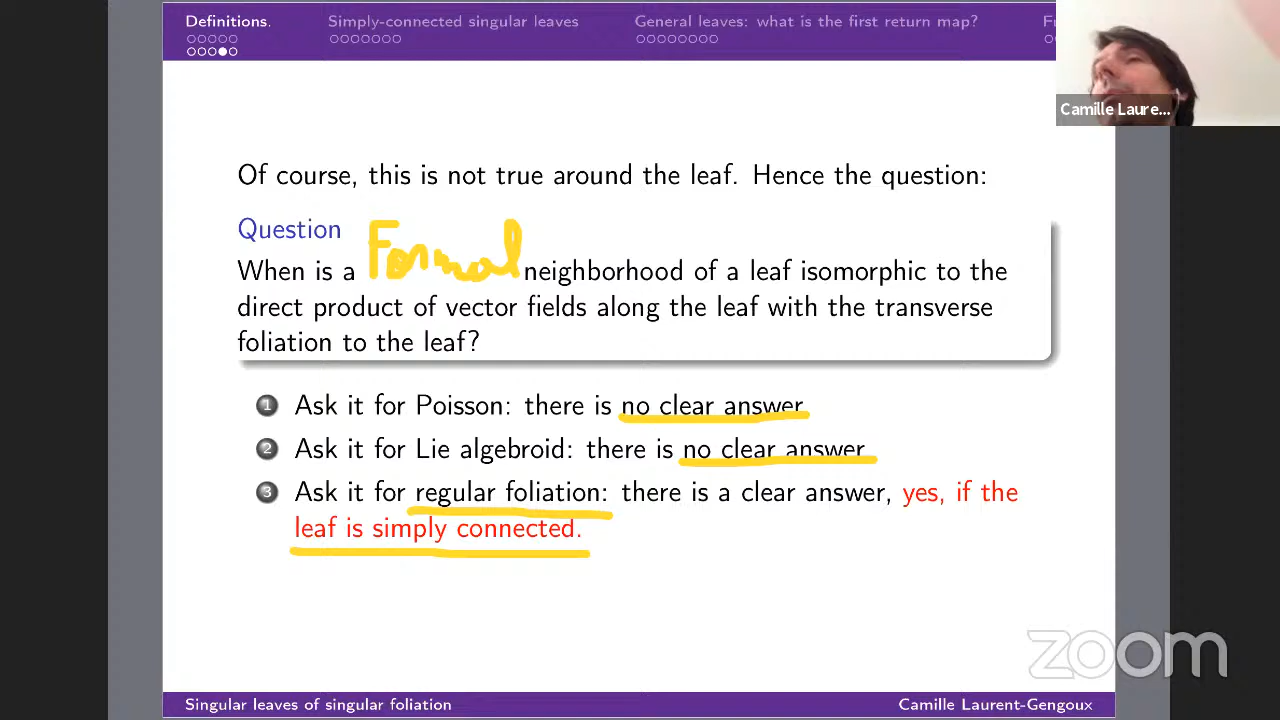 Definitions.
Simply-connected singular leaves
General leaves: what is the first return map?
Camille Laure...
Of course, this is not true around the leaf. Hence the question:
Question
When is a Formal neighborhood of a leaf isomorphic to the
direct product of vector fields along the leaf with the transverse
foliation to the leaf?
1 Ask it for Poisson: there is no clear answer
2 Ask it for Lie algebroid: there is no clear answer
3 Ask it for regular foliation: there is a clear answer, yes, if the
leaf is simply connected.
zoom
Singular leaves of singular foliation
Camille Laurent-Gengoux